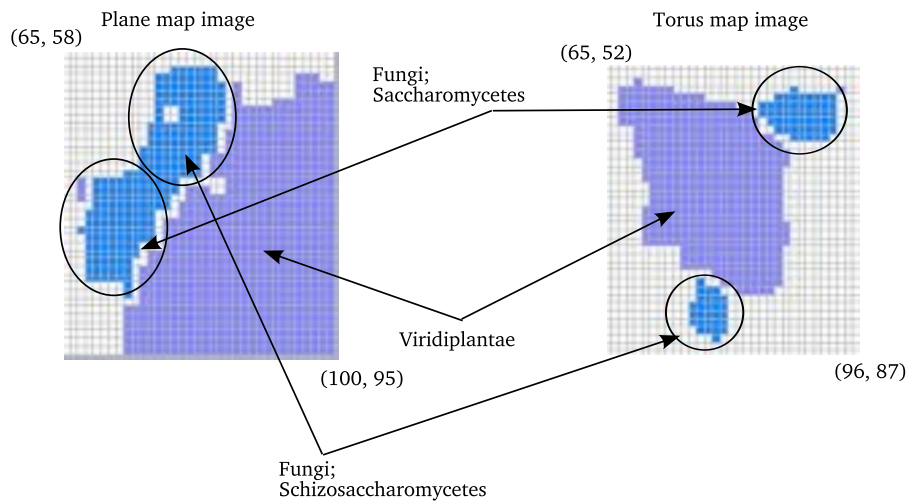 Plane map image
Torus map image
(65, 58)
(65, 52)
Fungi;
Saccharomycetes
Viridiplantae
(100, 95)
(96, 87)
Fungi;
Schizosaccharomycetes